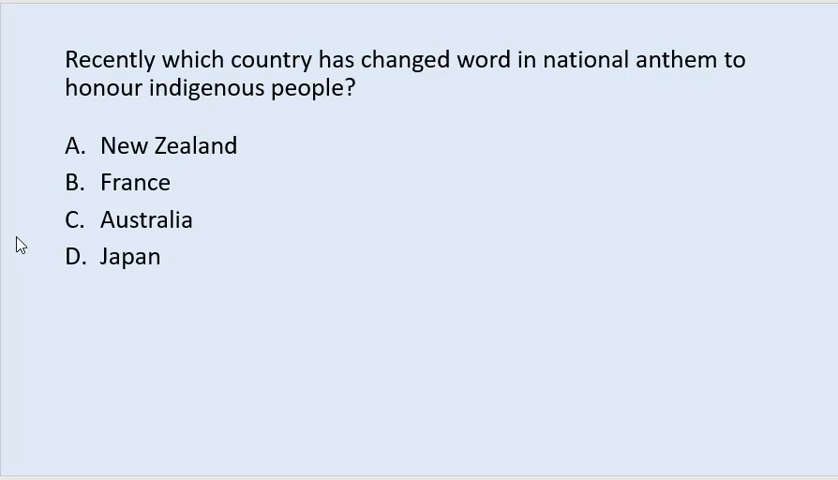 Recently which country has changed word in national anthem to
honour indigenous people?
A. New Zealand
B. France
C. Australia
D. Japan